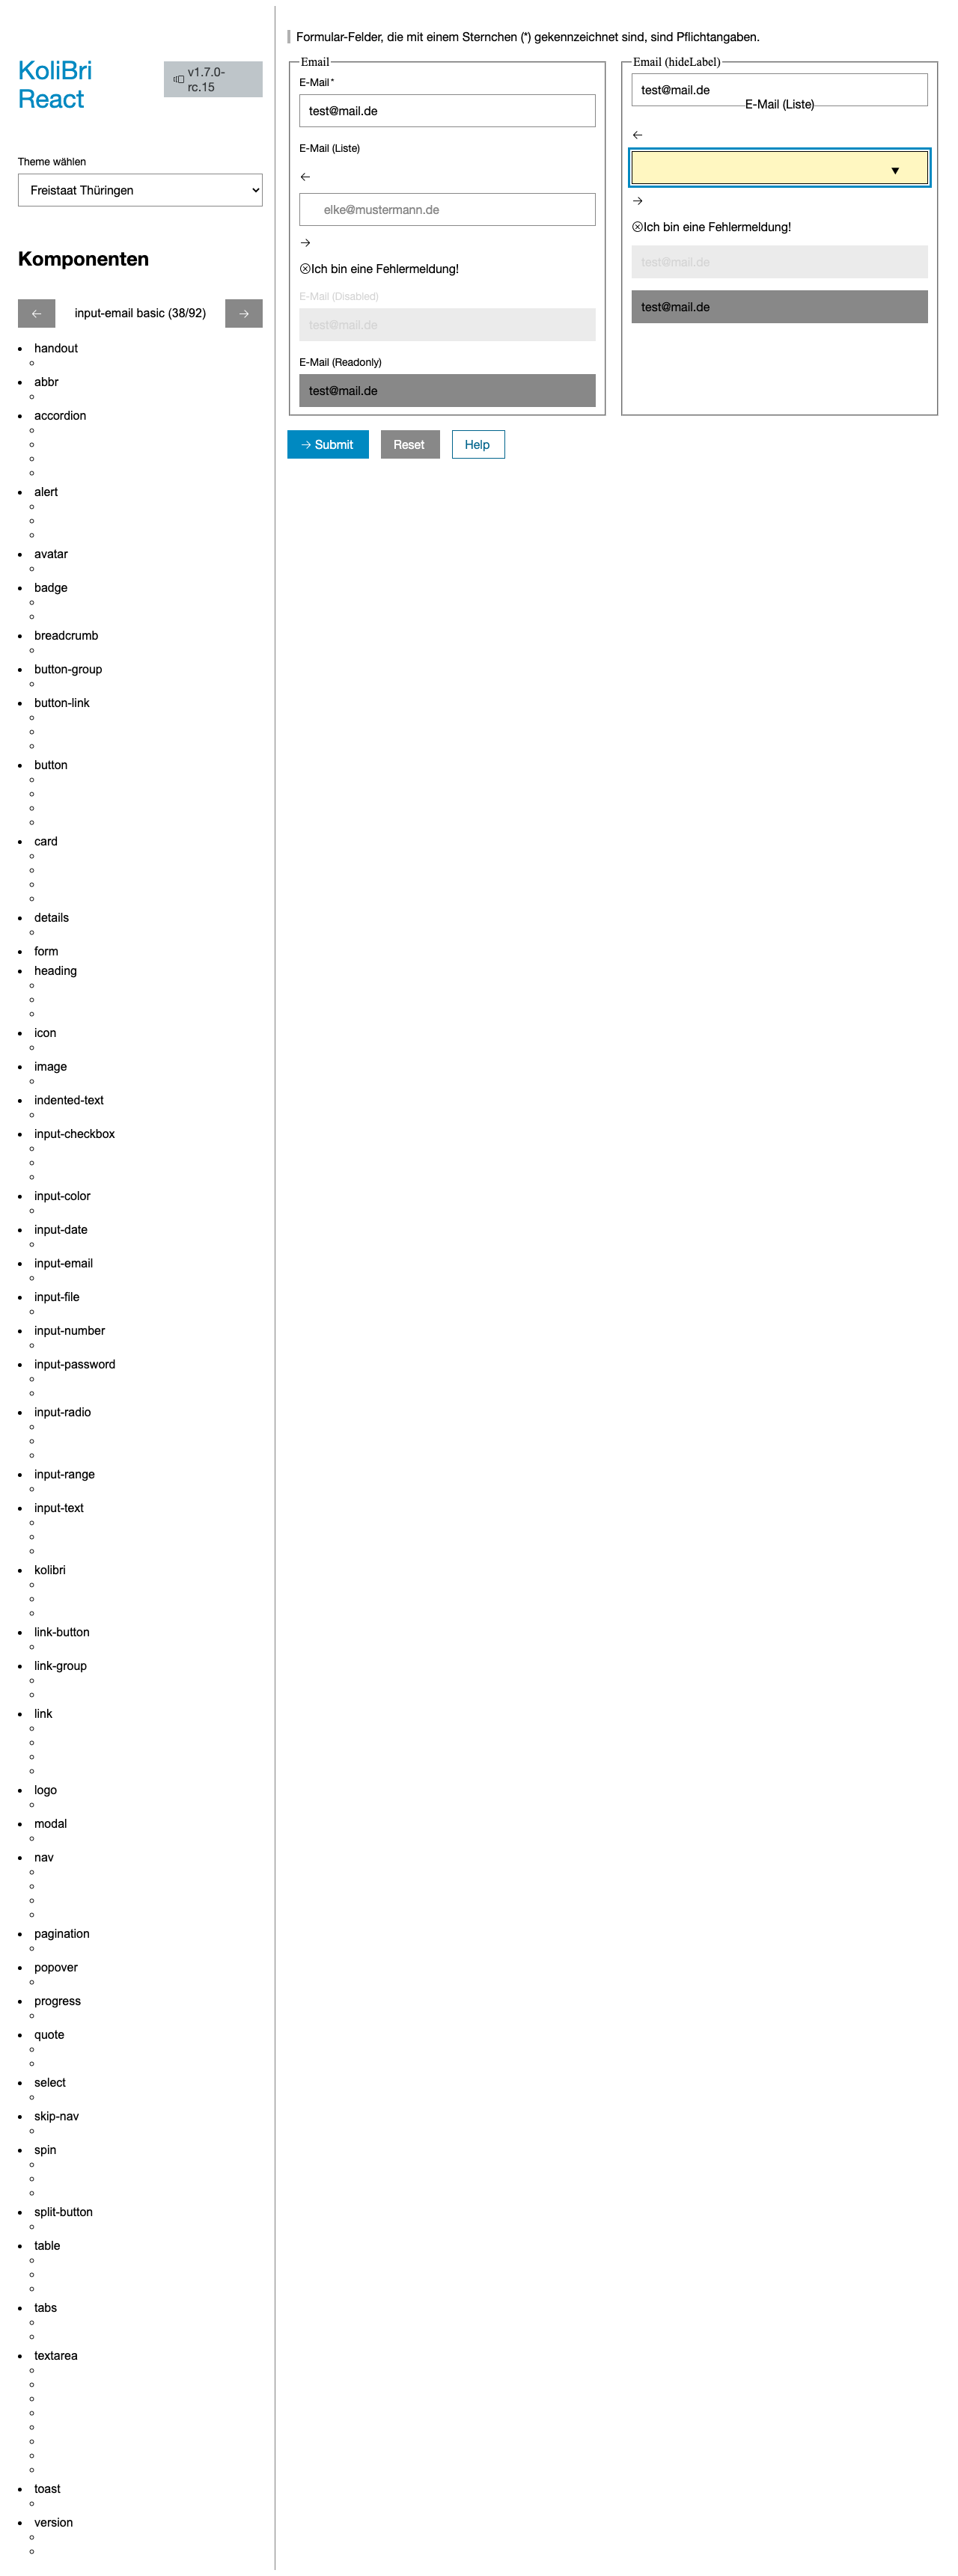 KoliBri
React
v1.7.0-
rc.15
Theme wählen
Freistaat Thüringen
Komponenten
← input-email basic (38/92) →
handout
abbr
accordion
alert
avatar
badge
breadcrumb
button-group
button-link
button
card
details
form
heading
icon
image
indented-text
input-checkbox
input-color
input-date
input-email
input-file
input-number
input-password
input-radio
input-range
input-text
kolibri
link-button
link-group
link
logo
modal
nav
pagination
popover
progress
quote
select
skip-nav
spin
split-button
table
tabs
textarea
toast
version
Formular-Felder, die mit einem Sternchen (*) gekennzeichnet sind, sind Pflichtangaben.
Email
E-Mail*
test@mail.de
E-Mail (Liste)
←
elke@mustermann.de
→
Ich bin eine Fehlermeldung!
E-Mail (Disabled)
test@mail.de
E-Mail (Readonly)
test@mail.de
Email (hideLabel)
test@mail.de
E-Mail (Liste)
←
→
Ich bin eine Fehlermeldung!
test@mail.de
test@mail.de
→ Submit
Reset
Help